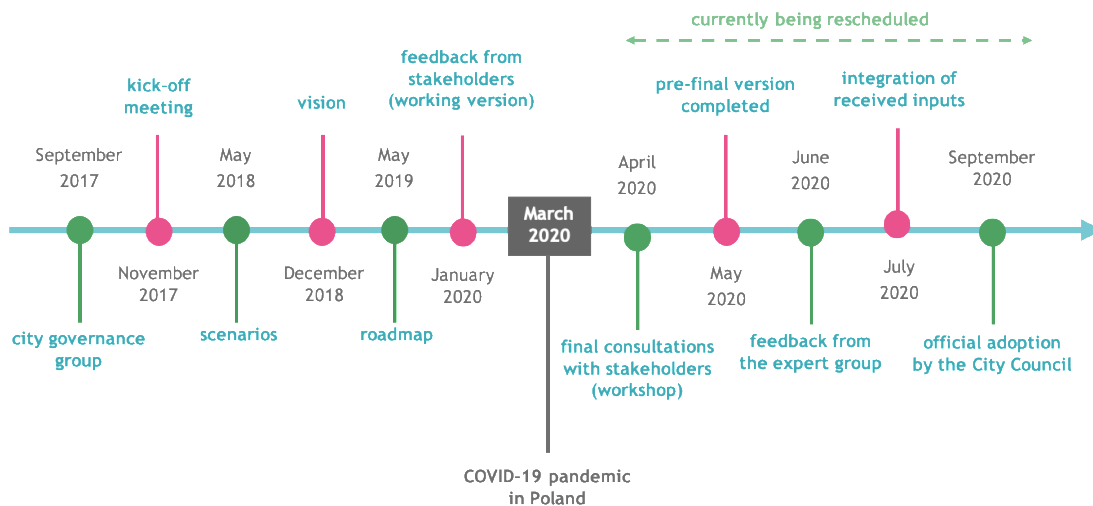 currently being rescheduled
kick-off
meeting
vision
feedback from
stakeholders
(working version)
pre-final version
completed
integration of
received inputs
September
2017
May
2018
May
2019
April
2020
June
2020
September
2020
March
2020
November
2017
December
2018
January
2020
May
2020
July
2020
city governance
group
scenarios
roadmap
final consultations
with stakeholders
(workshop)
feedback from
the expert group
official adoption
by the City Council
COVID-19 pandemic
in Poland